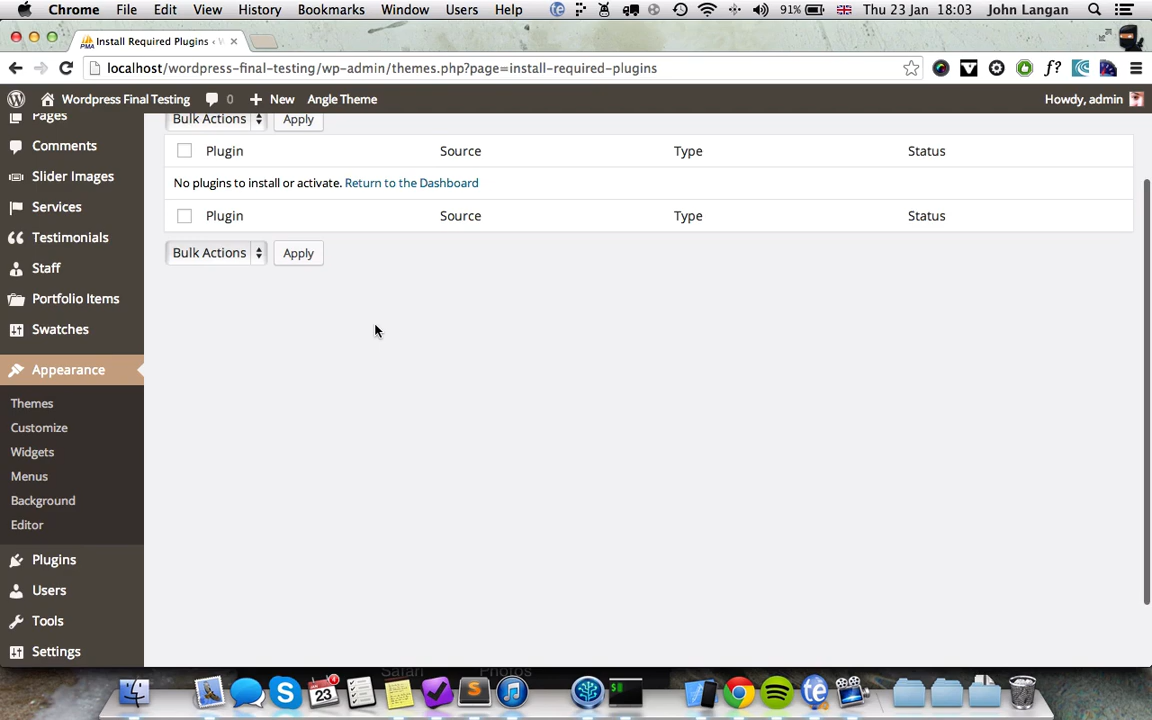 Chrome File Edit View History Bookmarks Window Users Help 91% Thu 23 Jan 18:03 John Langan
Install Required Plugins ‹
localhost/wordpress-final-testing/wp-admin/themes.php?page=install-required-plugins
Wordpress Final Testing 0 New Angle Theme Howdy, admin
Pages
Bulk Actions Apply
Comments
Plugin Source Type Status
Slider Images
No plugins to install or activate. Return to the Dashboard
Services
Plugin Source Type Status
Testimonials
Bulk Actions Apply
Staff
Portfolio Items
Swatches
Appearance
Themes
Customize
Widgets
Menus
Background
Editor
Plugins
Users
Tools
Settings
Safari Photos